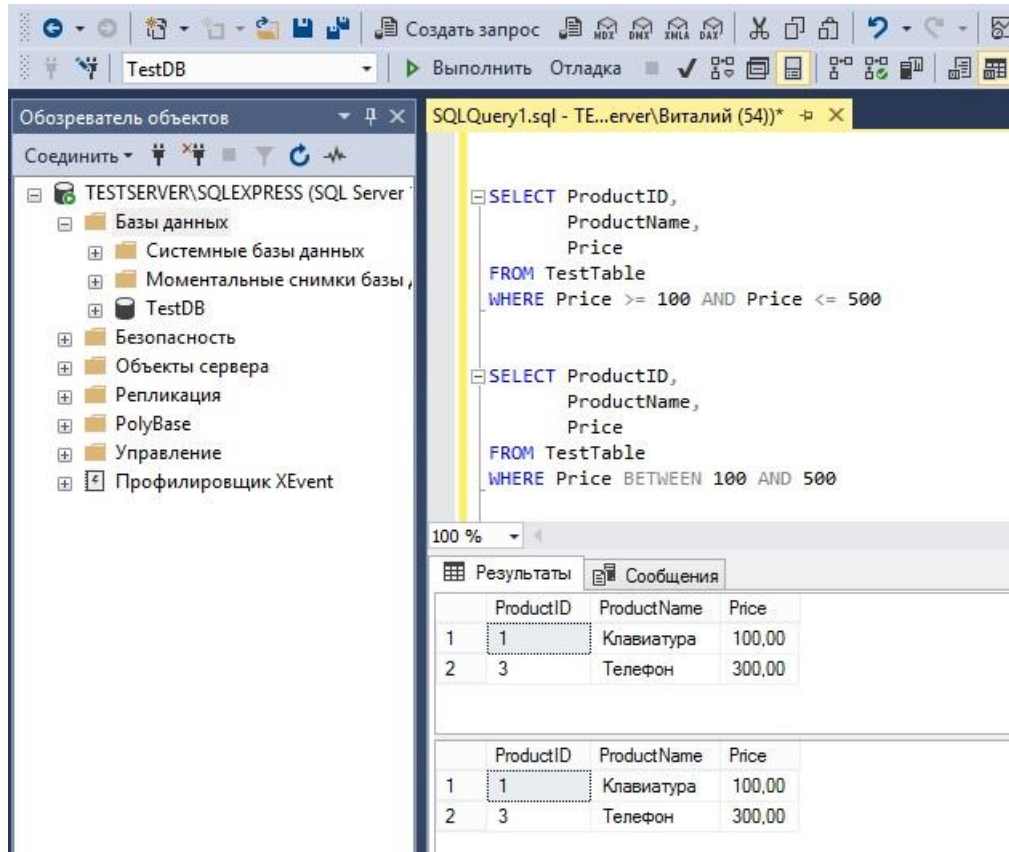 Создать запрос MDX DMX XMLA DAX
TestDB
Выполнить Отладка
Обозреватель объектов
Соединить
TESTSERVER\SQLEXPRESS (SQL Server
Базы данных
Системные базы данных
Моментальные снимки базы
TestDB
Безопасность
Объекты сервера
Репликация
PolyBase
Управление
Профилировщик XEvent
SQLQuery1.sql - TE...erver\Виталий (54))*
SELECT ProductID,
ProductName,
Price
FROM TestTable
WHERE Price >= 100 AND Price <= 500
SELECT ProductID,
ProductName,
Price
FROM TestTable
WHERE Price BETWEEN 100 AND 500
100 %
Результаты Сообщения
ProductID ProductName Price
1 1 Клавиатура 100,00
2 3 Телефон 300,00
ProductID ProductName Price
1 1 Клавиатура 100,00
2 3 Телефон 300,00